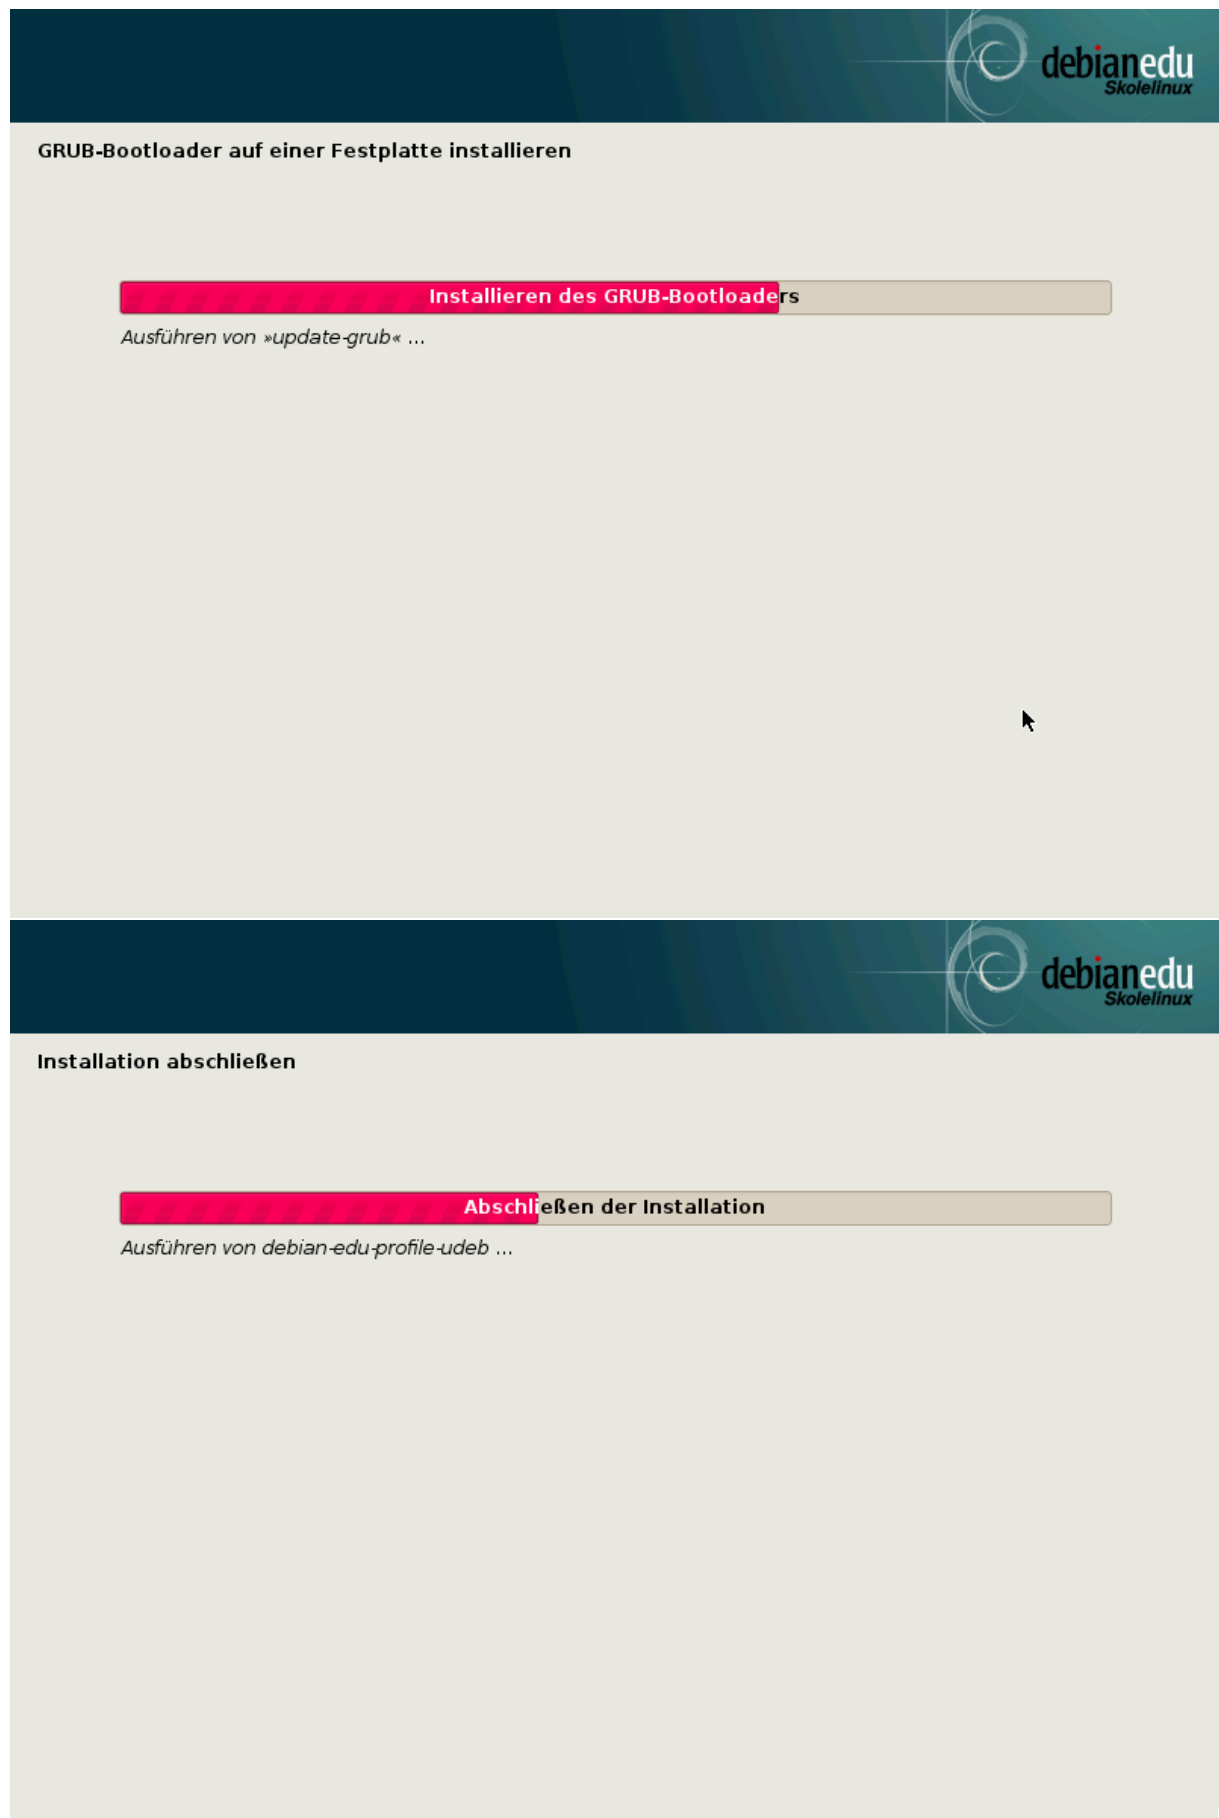 debianedu
Skolelinux
GRUB-Bootloader auf einer Festplatte installieren
Installieren des GRUB-Bootloaders
Ausführen von »update-grub« ...
debianedu
Skolelinux
Installation abschließen
Abschließen der Installation
Ausführen von debian-edu-profile-udeb ...